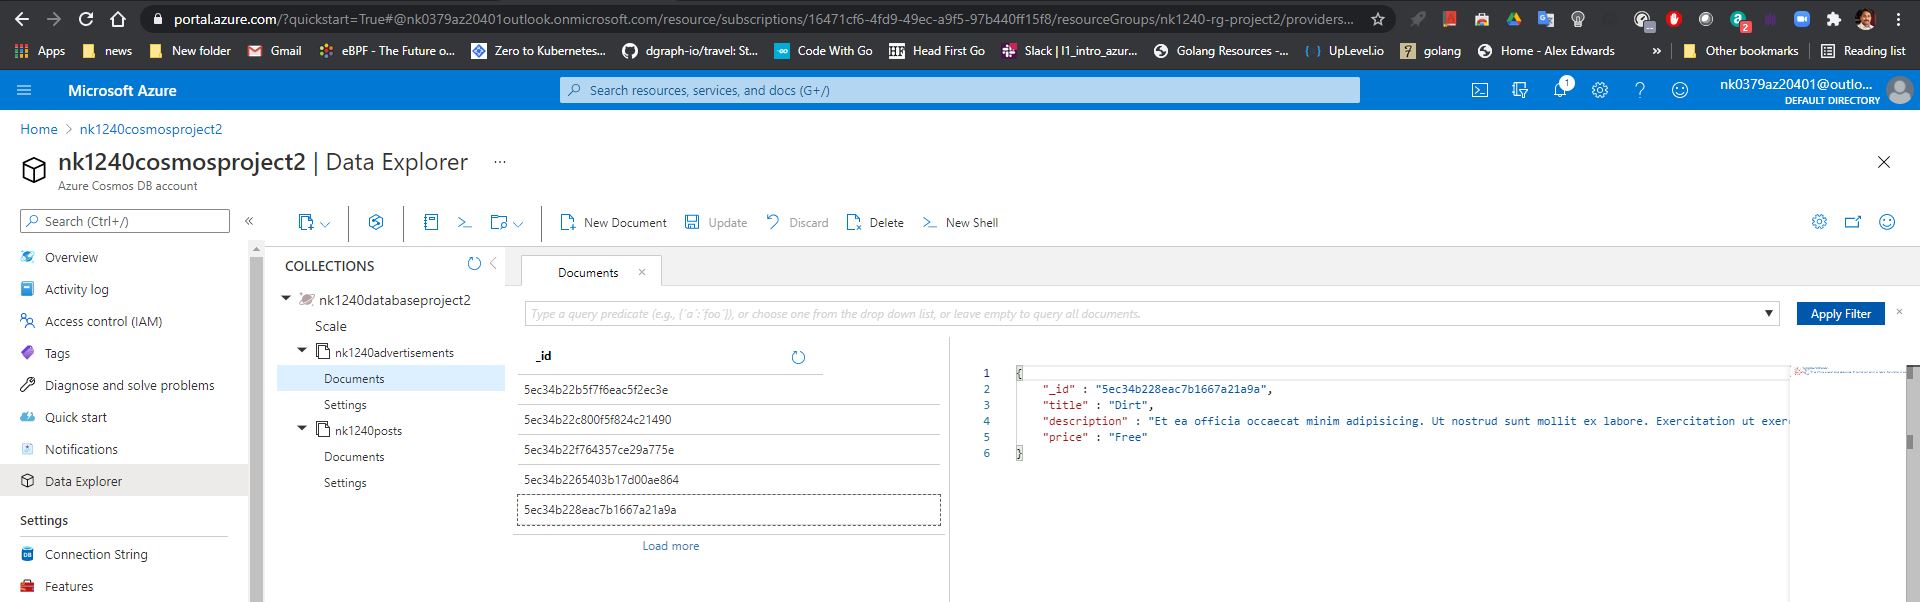 portal.azure.com/?quickstart=True#@nk0379az20401outlook.onmicrosoft.com/resource/subscriptions/16471cf6-4fd9-49ec-a9f5-97b440ff15f8/resourceGroups/nk1240-rg-project2/providers...
Apps news New folder Gmail eBPF - The Future o... Zero to Kubernetes... dgraph-io/travel: St... Code With Go Head First Go Slack | l1_intro_azur... Golang Resources -... UpLevel.io golang Home - Alex Edwards » Other bookmarks Reading list
Microsoft Azure
Search resources, services, and docs (G+/)
1
nk0379az20401@outlo...
DEFAULT DIRECTORY
Home > nk1240cosmosproject2
nk1240cosmosproject2 | Data Explorer ...
Azure Cosmos DB account
Search (Ctrl+/)
«
New Document Update Discard Delete New Shell
Overview
Activity log
Access control (IAM)
Tags
Diagnose and solve problems
Quick start
Notifications
Data Explorer
Settings
Connection String
Features
COLLECTIONS
nk1240databaseproject2
Scale
nk1240advertisements
Documents
Settings
nk1240posts
Documents
Settings
Documents
Type a query predicate (e.g., {´a´:´foo´}), or choose one from the drop down list, or leave empty to query all documents.
Apply Filter
_id
5ec34b22b5f7f6eac5f2ec3e
5ec34b22c800f5f824c21490
5ec34b22f764357ce29a775e
5ec34b2265403b17d00ae864
5ec34b228eac7b1667a21a9a
Load more
1 {
2 "_id" : "5ec34b228eac7b1667a21a9a",
3 "title" : "Dirt",
4 "description" : "Et ea officia occaecat minim adipisicing. Ut nostrud sunt mollit ex labore. Exercitation ut exer
5 "price" : "Free"
6 }